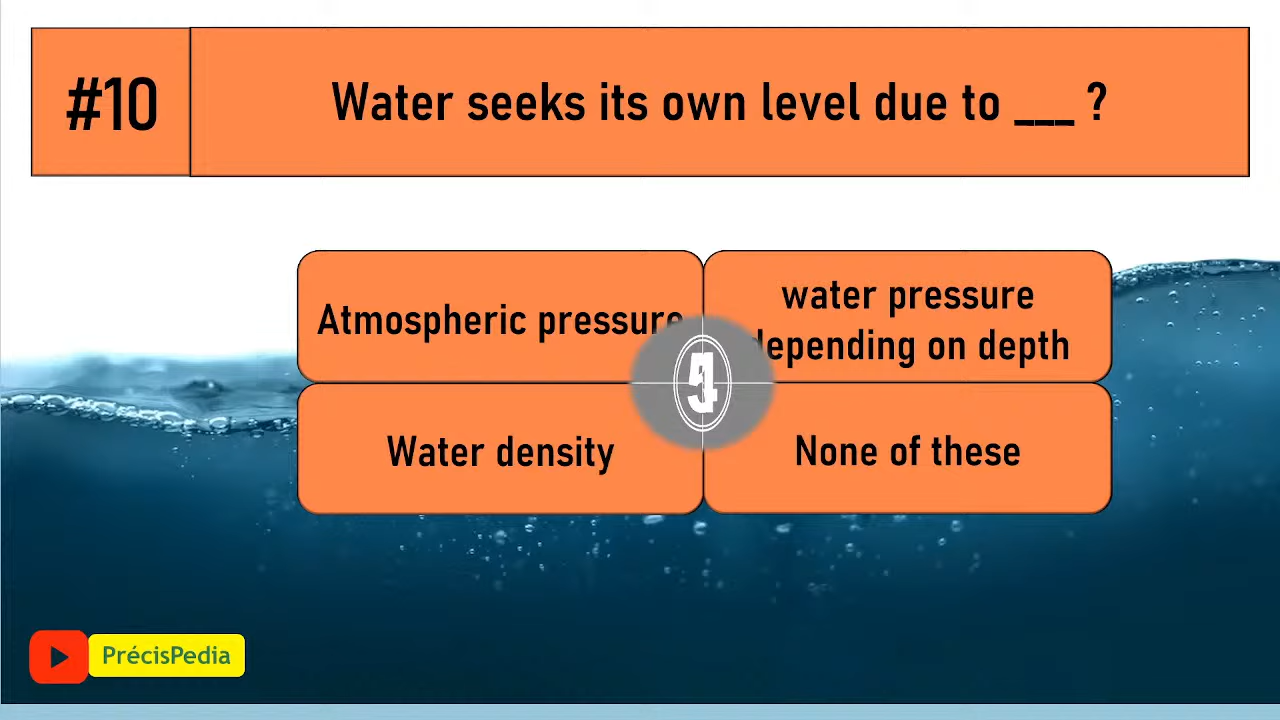 #10
Water seeks its own level due to ___ ?
Atmospheric pressure
water pressure
depending on depth
Water density
None of these
PrécisPedia